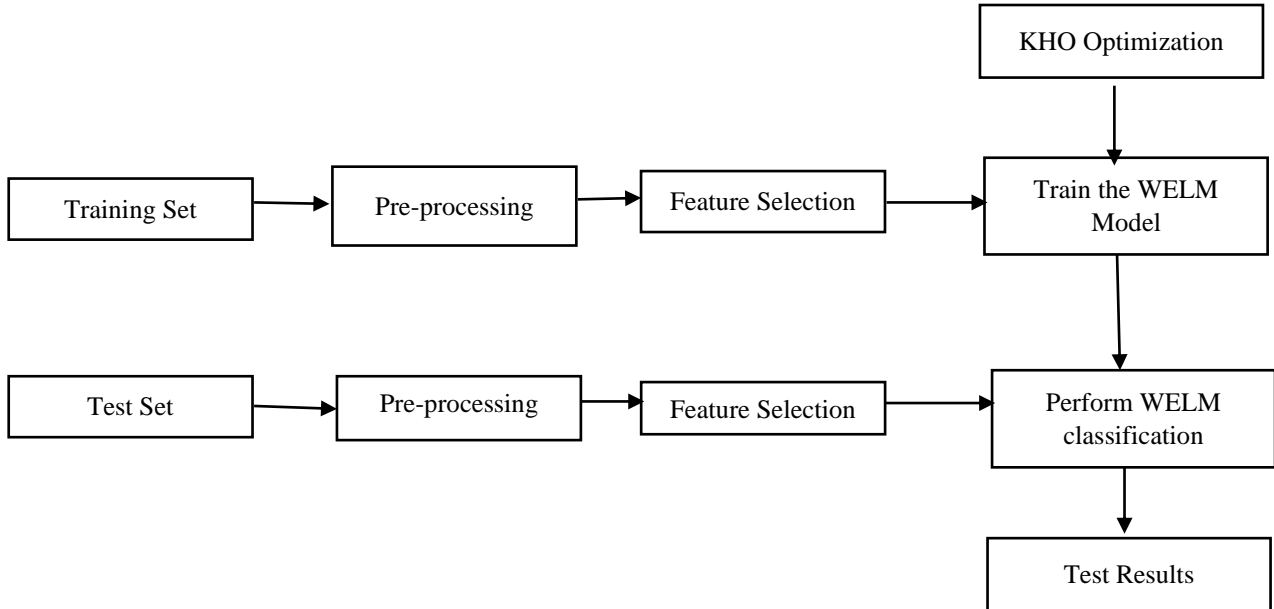 KHO Optimization
Training Set
Pre-processing
Feature Selection
Train the WELM
Model
Test Set
Pre-processing
Feature Selection
Perform WELM
classification
Test Results